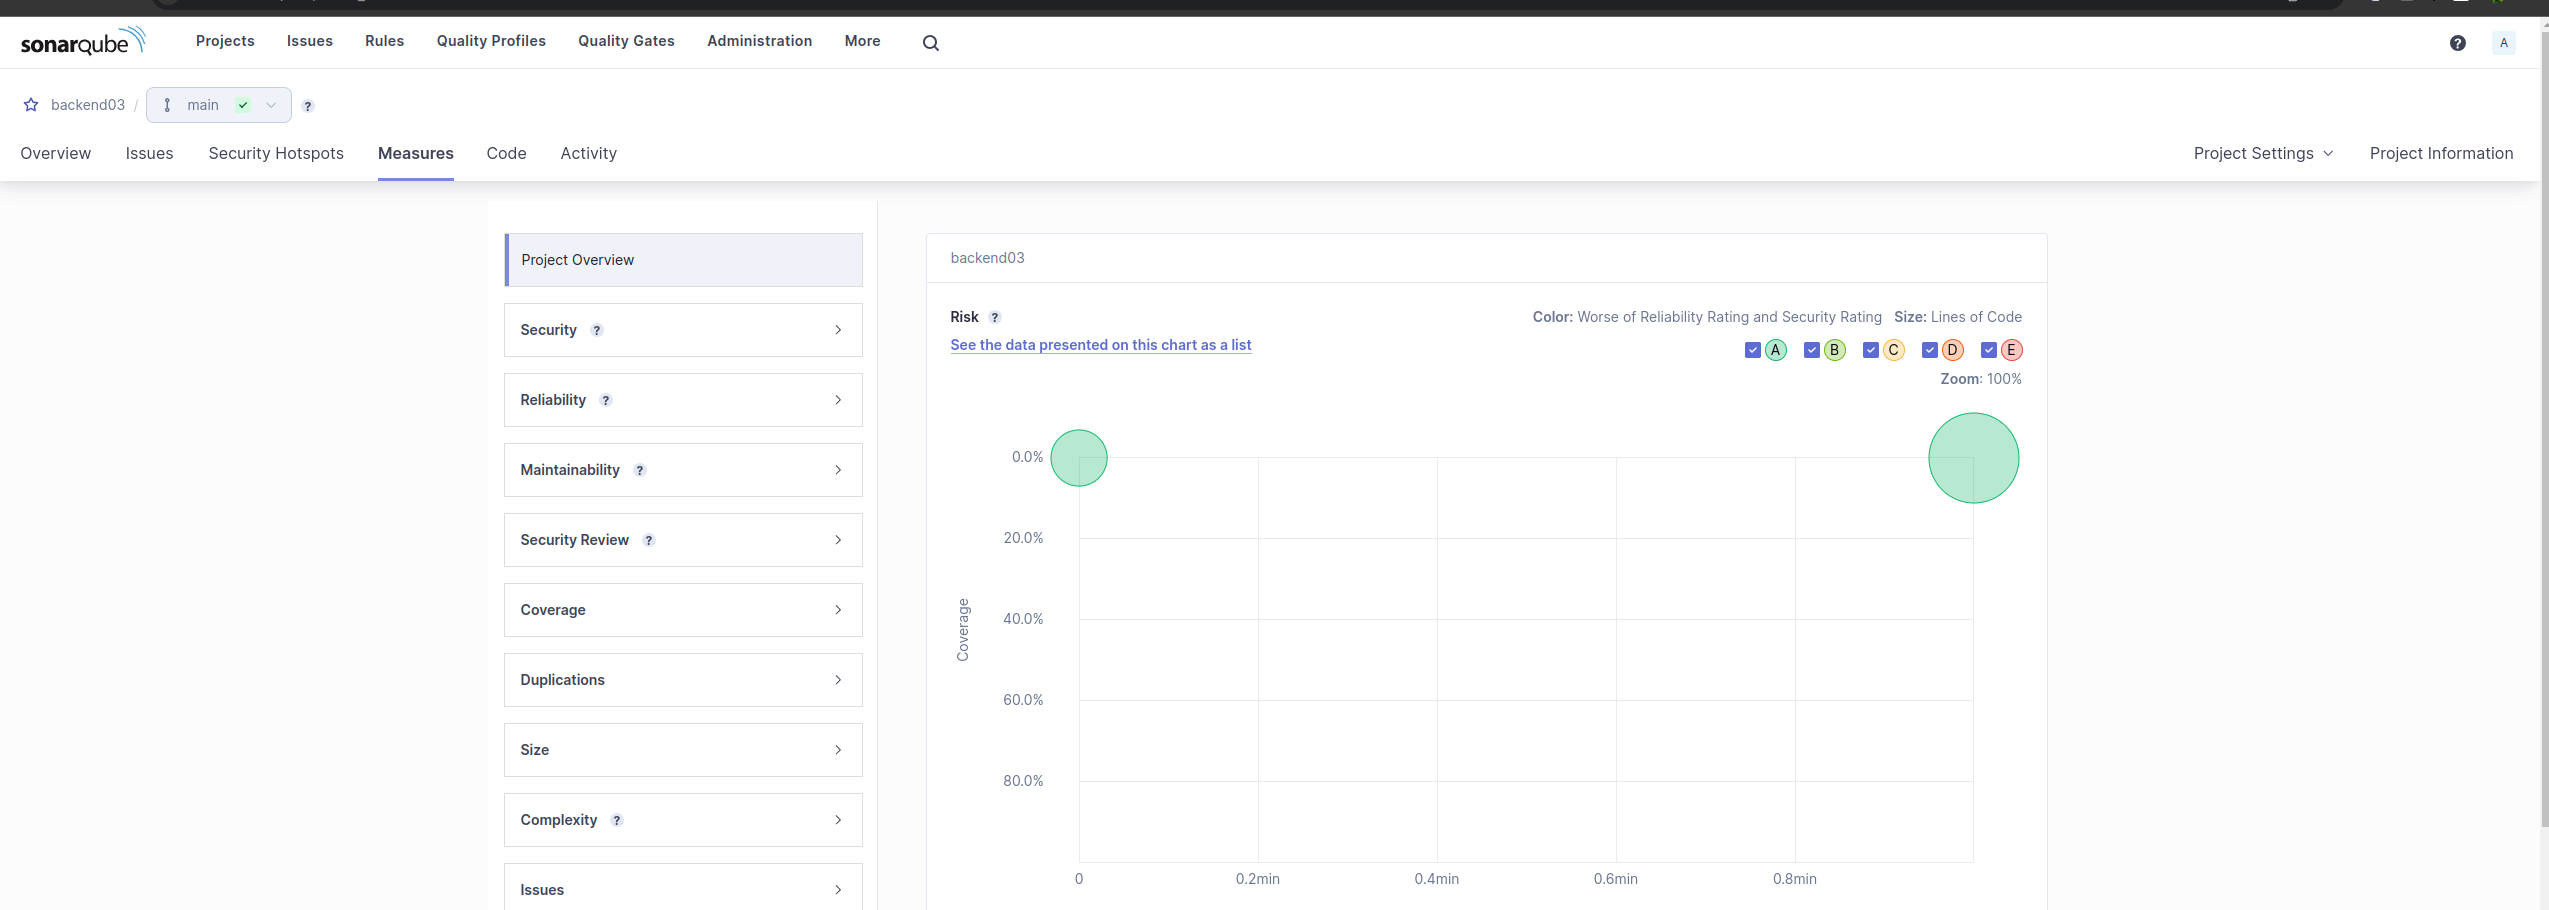 sonarqube Projects Issues Rules Quality Profiles Quality Gates Administration More ? A
backend03 / main ?
Overview Issues Security Hotspots Measures Code Activity Project Settings Project Information
Project Overview
Security ?
Reliability ?
Maintainability ?
Security Review ?
Coverage
Duplications
Size
Complexity ?
Issues
backend03
Risk ? Color: Worse of Reliability Rating and Security Rating Size: Lines of Code
See the data presented on this chart as a list A B C D E
Zoom: 100%
0.0%
20.0%
40.0%
60.0%
80.0%
Coverage
0 0.2min 0.4min 0.6min 0.8min